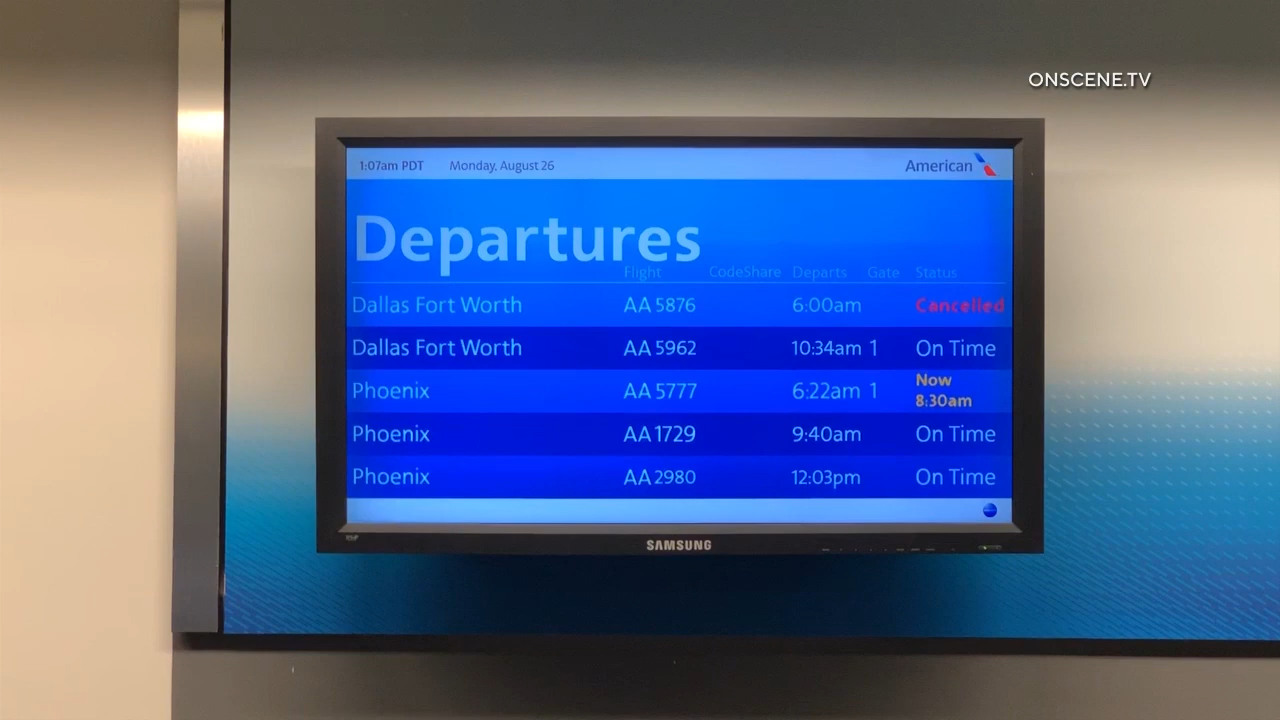 ONSCENE.TV
1:07am PDT Monday, August 26 American
Departures
Flight CodeShare Departs Gate Status
Dallas Fort Worth AA 5876 6:00am Cancelled
Dallas Fort Worth AA 5962 10:34am 1 On Time
Phoenix AA 5777 6:22am 1 Now 8:30am
Phoenix AA 1729 9:40am On Time
Phoenix AA 2980 12:03pm On Time
SAMSUNG